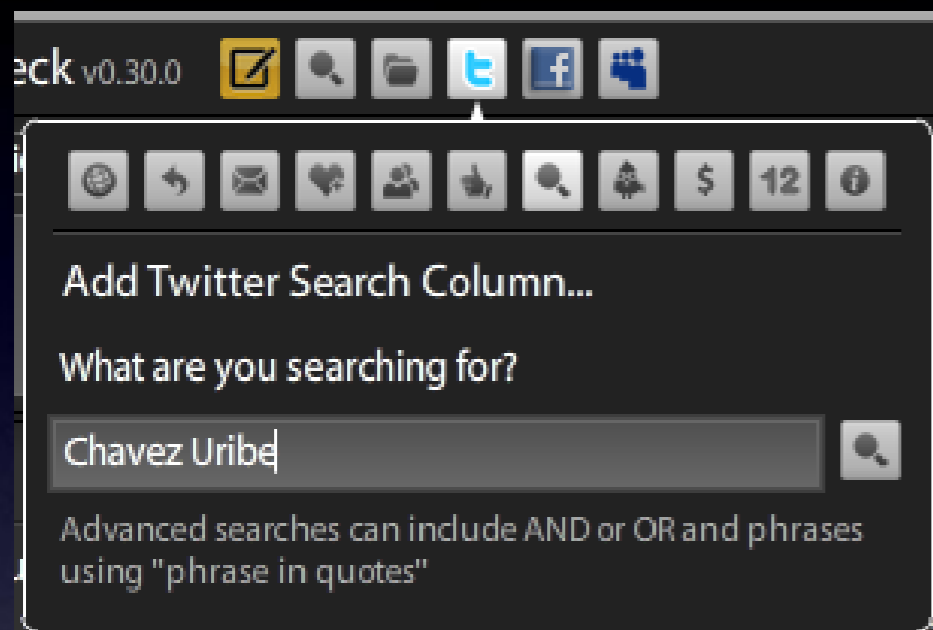 eck v0.30.0
$ 12
Add Twitter Search Column...
What are you searching for?
Chavez Uribe
Advanced searches can include AND or OR and phrases
using "phrase in quotes"